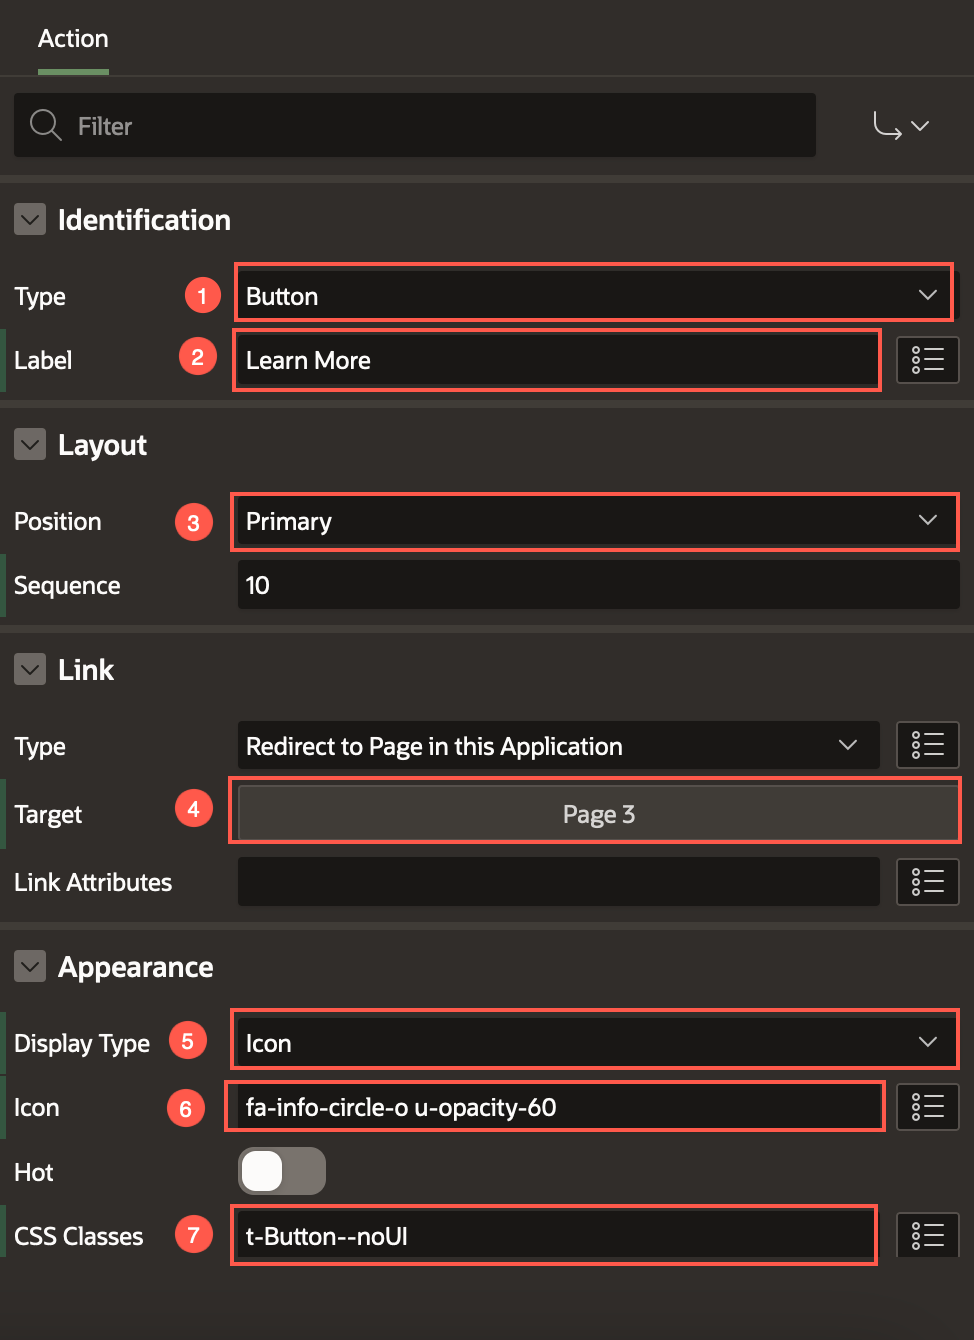 Action
Filter
Identification
Type 1 Button
Label 2 Learn More
Layout
Position 3 Primary
Sequence 10
Link
Type Redirect to Page in this Application
Target 4 Page 3
Link Attributes
Appearance
Display Type 5 Icon
Icon 6 fa-info-circle-o u-opacity-60
Hot
CSS Classes 7 t-Button--noUI